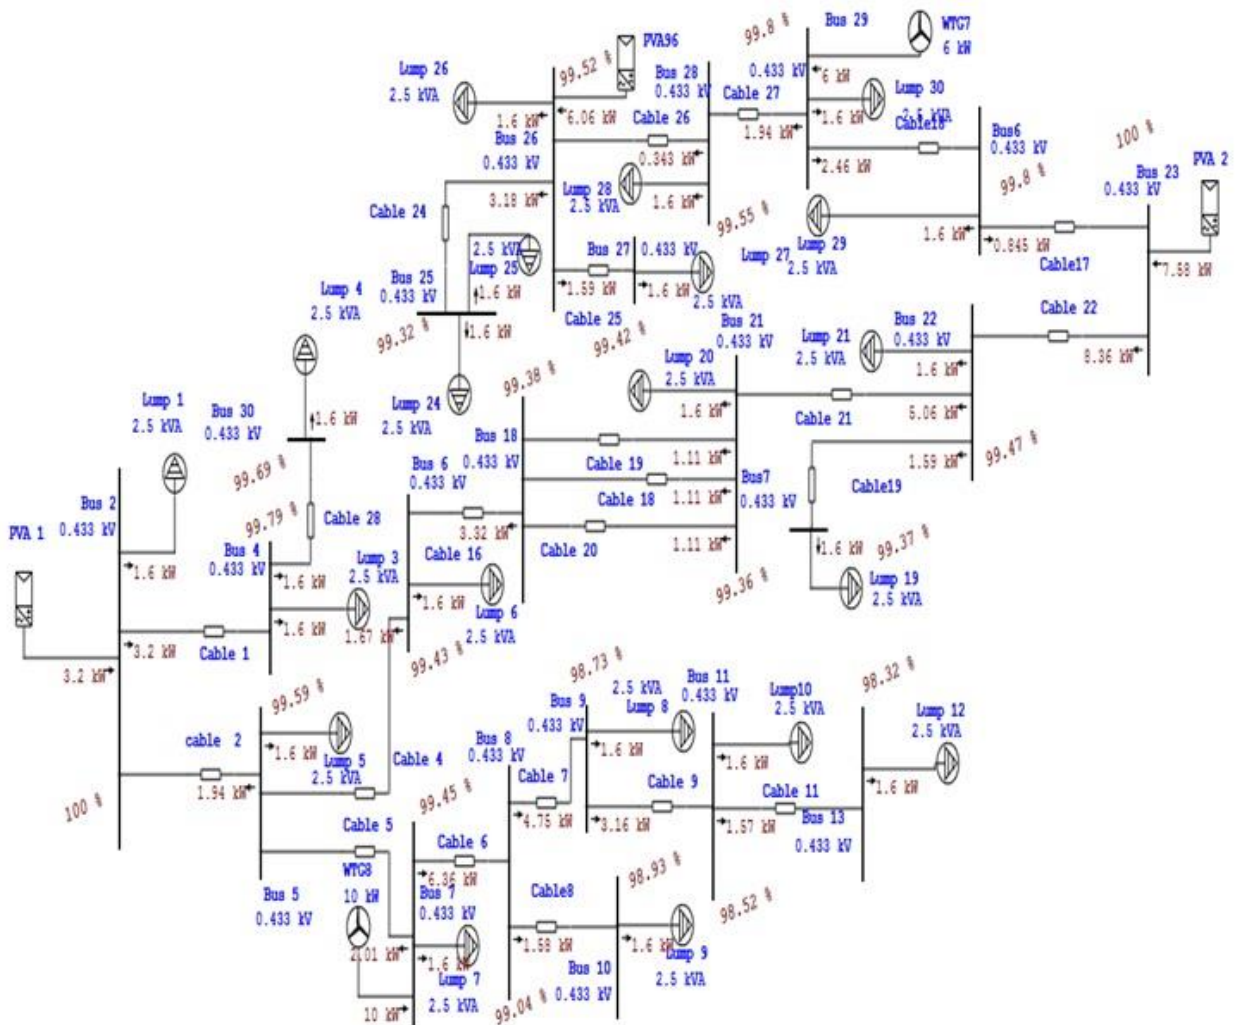 Bus 29
WTG7
6 kW
99.8 %
PVA96
99.52 %
Lump 26
2.5 kVA
Bus 28
0.433 kV
0.433 kV
Cable 27
6 kW
Lump 30
2.5 kVA
1.6 kW
6.06 kW
Cable 26
1.94 kW
1.6 kW
Cable18
Bus6
0.433 kV
100 %
Bus 26
0.433 kV
0.343 kW
2.46 kW
99.8 %
Bus 23
0.433 kV
PVA 2
3.18 kW
Lump 28
2.5 kVA
1.6 kW
99.55 %
Cable 24
Lump 27
Lump 29
2.5 kVA
1.6 kW
0.845 kW
Cable17
7.58 kW
2.5 kVA
Lump 25
Bus 27
0.433 kV
Bus 25
0.433 kV
1.6 kW
1.59 kW
1.6 kW
2.5 kVA
Cable 25
Lump 4
2.5 kVA
99.32 %
1.6 kW
99.42 %
Bus 21
0.433 kV
Lump 21
2.5 kVA
Bus 22
0.433 kV
Cable 22
8.36 kW
99.38 %
Lump 20
2.5 kVA
1.6 kW
1.6 kW
Lump 24
2.5 kVA
Cable 21
5.06 kW
Lump 1
2.5 kVA
Bus 30
0.433 kV
1.6 kW
99.69 %
Bus 18
0.433 kV
Bus 6
0.433 kV
1.11 kW
Cable 19
1.11 kW
Cable 18
Bus7
0.433 kV
1.59 kW
99.47 %
Cable19
Bus 2
0.433 kV
99.79 %
Cable 28
3.32 kW
Cable 20
1.11 kW
1.6 kW
99.37 %
PVA 1
Bus 4
0.433 kV
Lump 3
2.5 kVA
Cable 16
99.36 %
Lump 19
2.5 kVA
1.6 kW
1.6 kW
1.6 kW
1.6 kW
Lump 6
2.5 kVA
3.2 kW
3.2 kW
Cable 1
1.67 kW
99.43 %
99.59 %
98.73 %
2.5 kVA
Lump 8
Bus 11
0.433 kV
Lump10
2.5 kVA
98.32 %
Lump 12
2.5 kVA
cable 2
1.6 kW
Lump 5
2.5 kVA
Cable 4
Bus 8
0.433 kV
Bus 9
0.433 kV
1.6 kW
1.6 kW
1.6 kW
100 %
1.94 kW
99.45 %
Cable 7
Cable 9
Cable 11
Cable 5
Cable 6
4.75 kW
3.16 kW
1.57 kW
Bus 13
0.433 kV
WTG8
10 kW
6.36 kW
Bus 7
0.433 kV
Cable8
98.93 %
98.52 %
Bus 5
0.433 kV
2.01 kW
1.6 kW
1.58 kW
1.6 kW
Lump 9
2.5 kVA
Bus 10
0.433 kV
Lump 7
2.5 kVA
10 kW
99.04 %